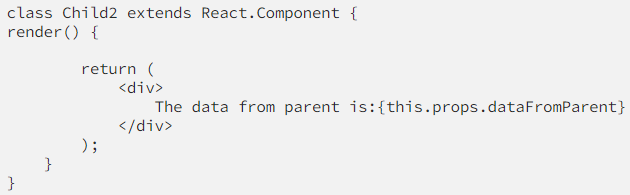 class Child2 extends React.Component {
render() {
return (
<div>
The data from parent is:{this.props.dataFromParent}
</div>
);
}
}